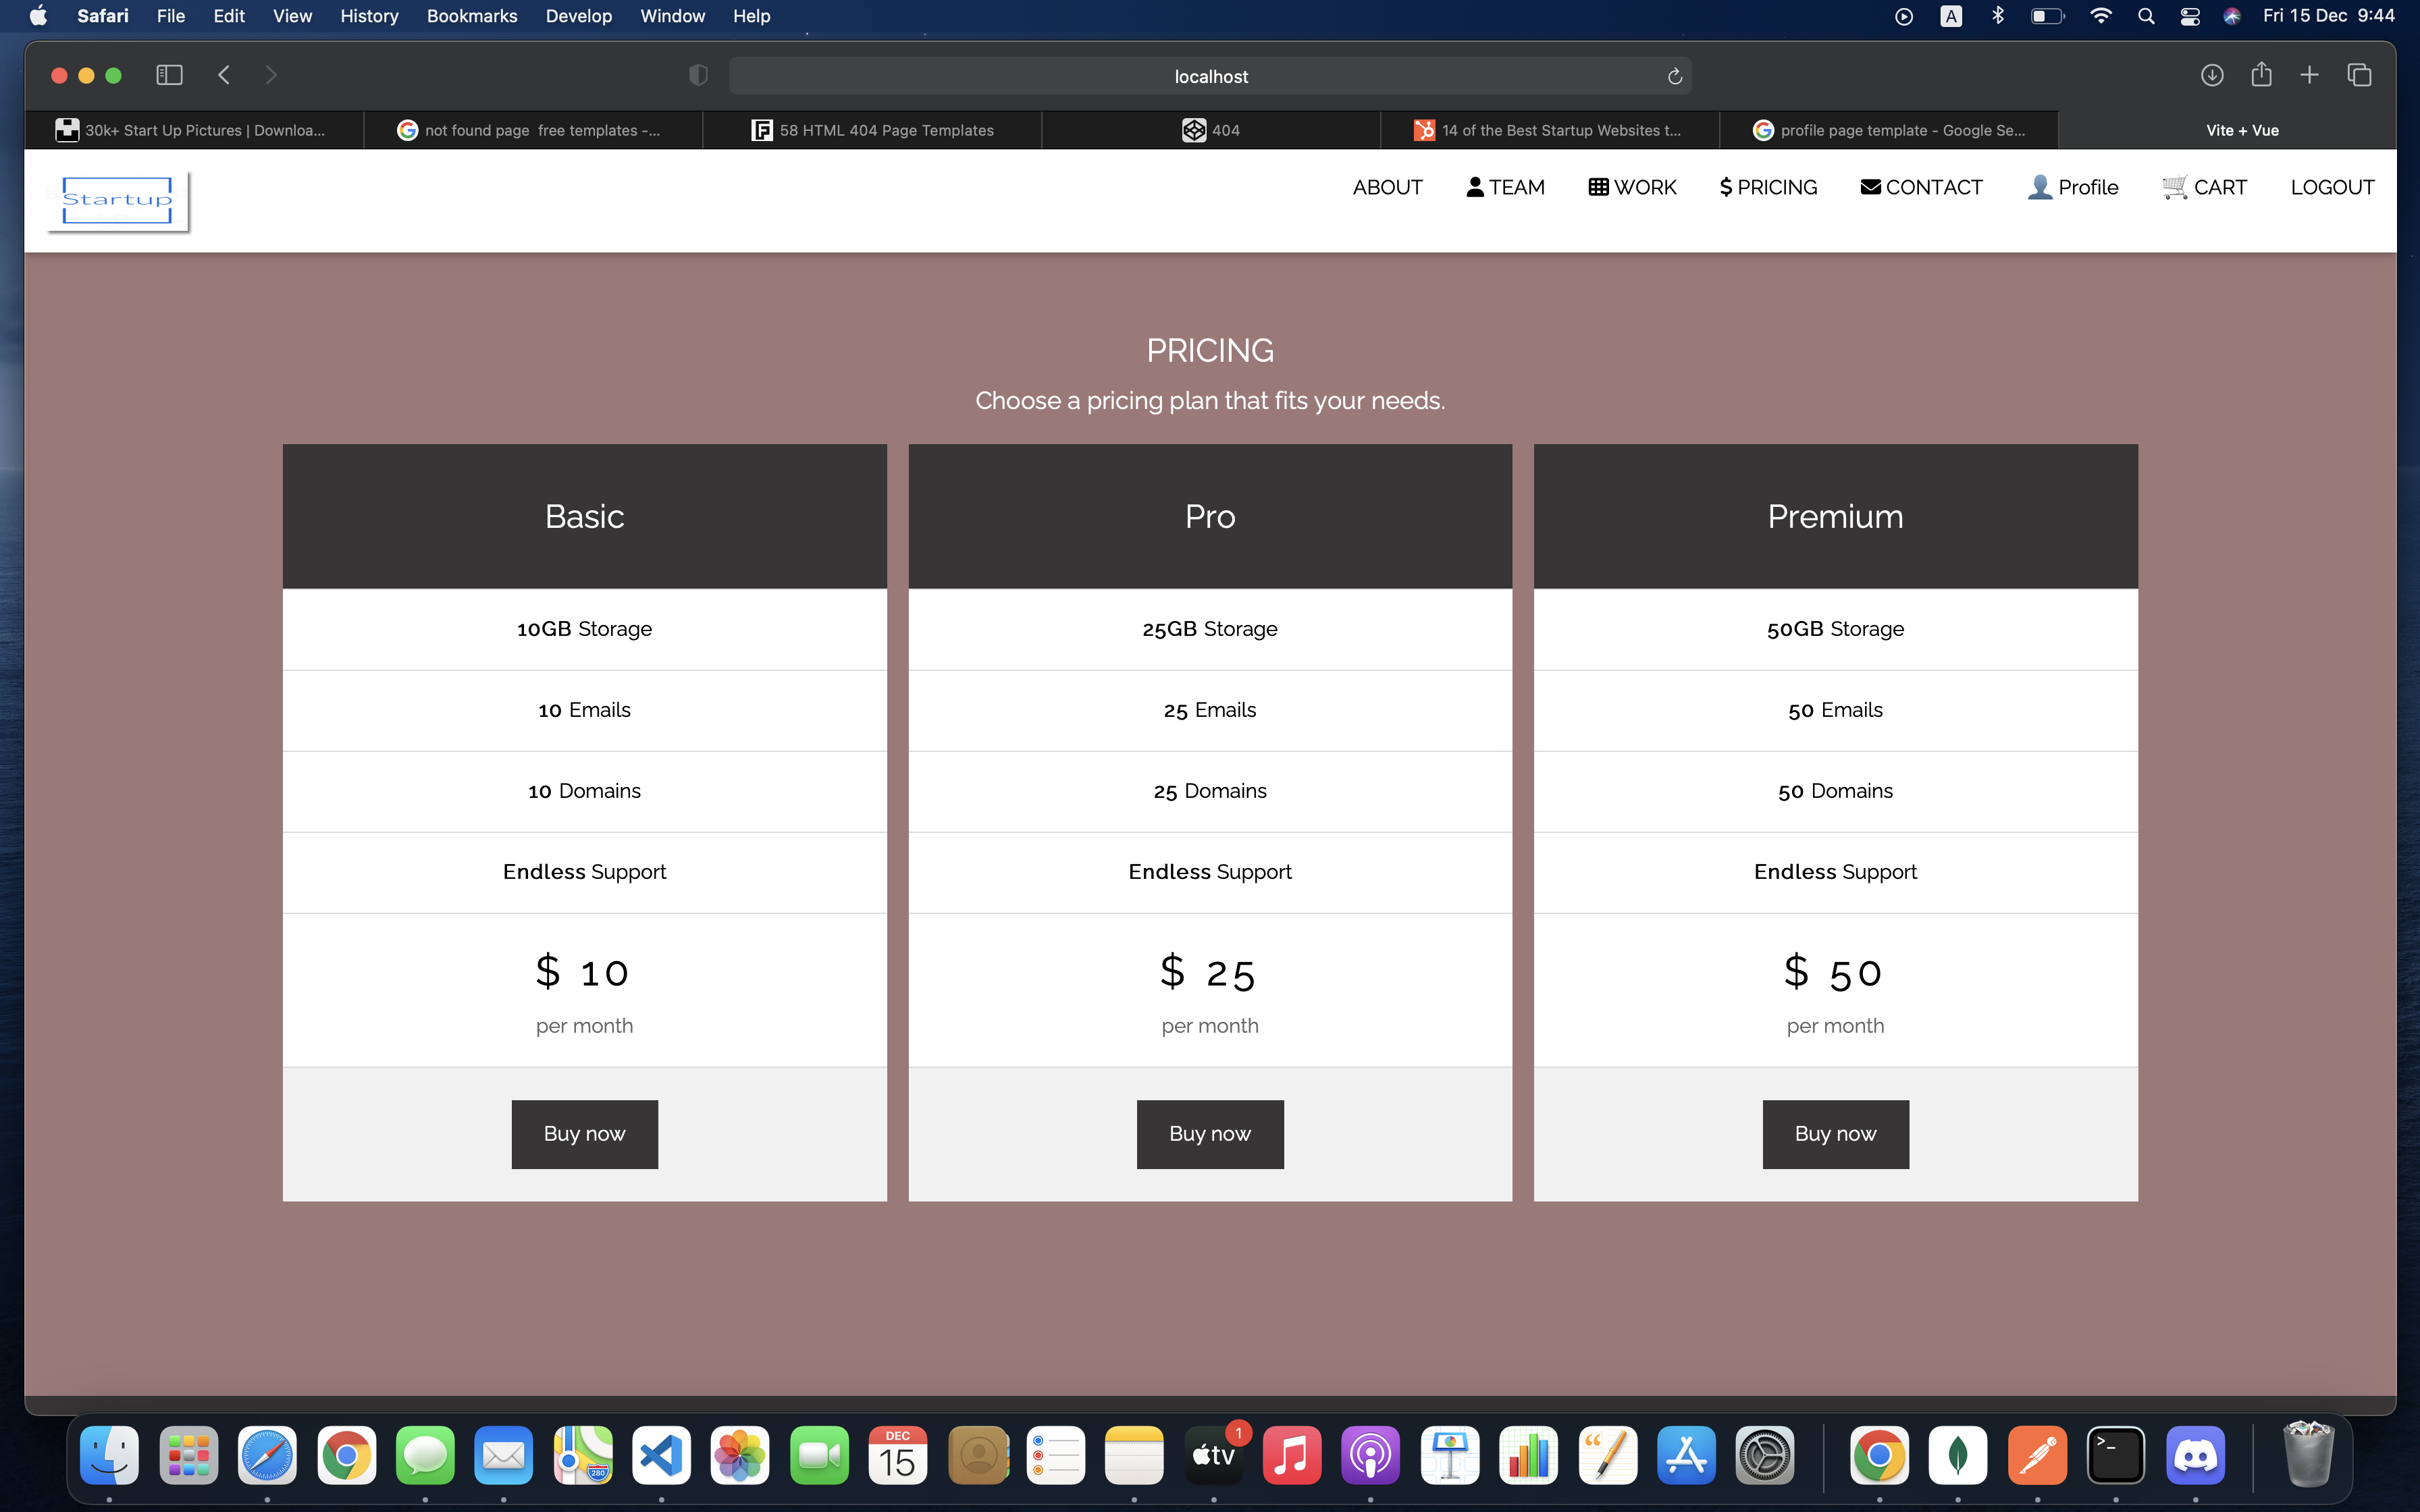 Safari File Edit View History Bookmarks Develop Window Help A Fri 15 Dec 9:44
localhost
30k+ Start Up Pictures | Downloa... not found page free templates -... 58 HTML 404 Page Templates 404 14 of the Best Startup Websites t... profile page template - Google Se... Vite + Vue
Startup ABOUT TEAM WORK $ PRICING CONTACT Profile CART LOGOUT
PRICING
Choose a pricing plan that fits your needs.
Basic Pro Premium
10GB Storage 25GB Storage 50GB Storage
10 Emails 25 Emails 50 Emails
10 Domains 25 Domains 50 Domains
Endless Support Endless Support Endless Support
$ 10 $ 25 $ 50
per month per month per month
Buy now Buy now Buy now
280 DEC 15 tv 1 >_